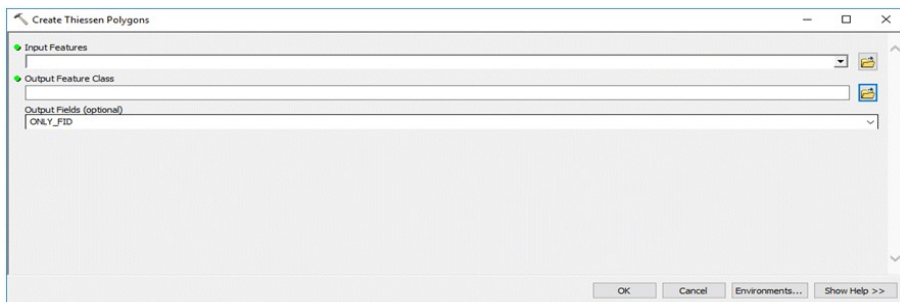 Create Thiessen Polygons
Input Features
Output Feature Class
Output Fields (optional)
ONLY_FID
OK Cancel Environments... Show Help >>